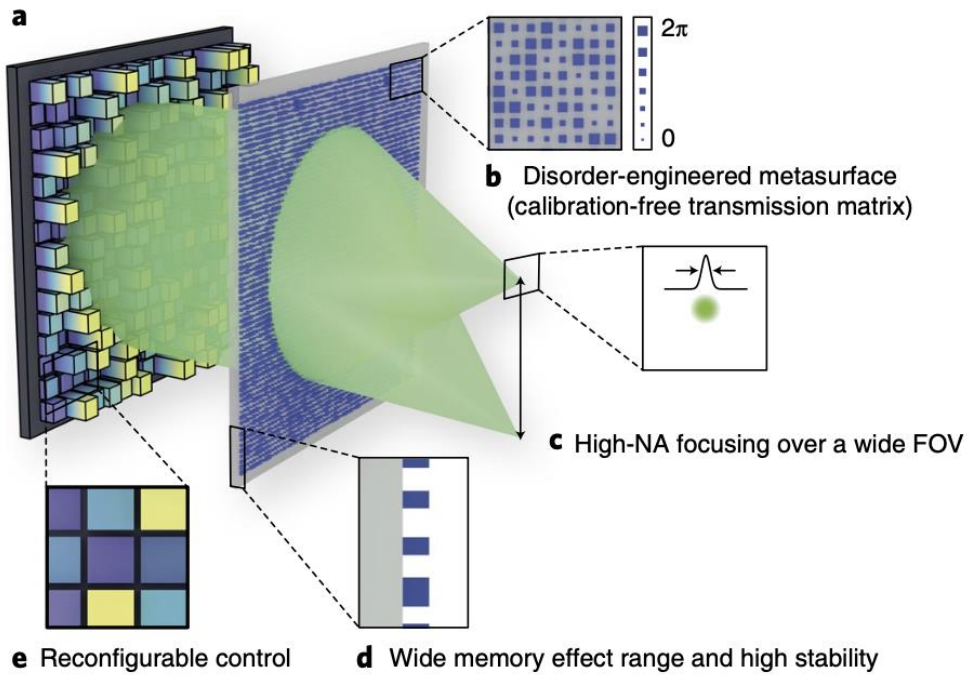 a
2π
0
b Disorder-engineered metasurface
(calibration-free transmission matrix)
c High-NA focusing over a wide FOV
e Reconfigurable control
d Wide memory effect range and high stability